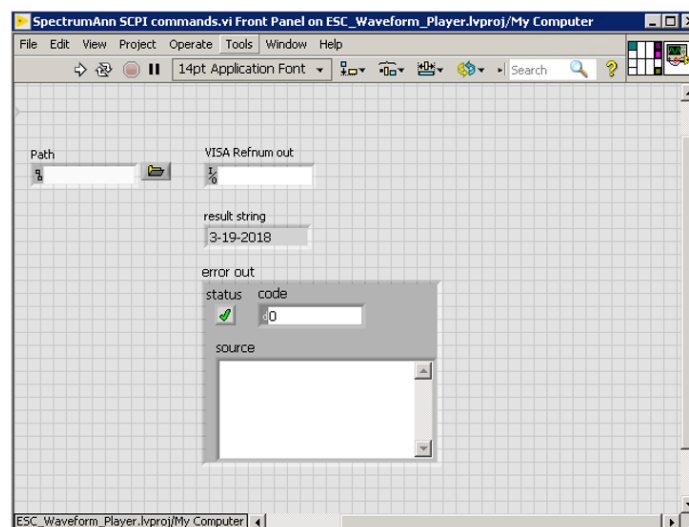 SpectrumAnn SCPI commands.vi Front Panel on ESC_Waveform_Player.lvproj/My Computer
File Edit View Project Operate Tools Window Help
14pt Application Font
Search
?
Path
VISA Refnum out
I/O
result string
3-19-2018
error out
status
code
d0
source
ESC_Waveform_Player.lvproj/My Computer